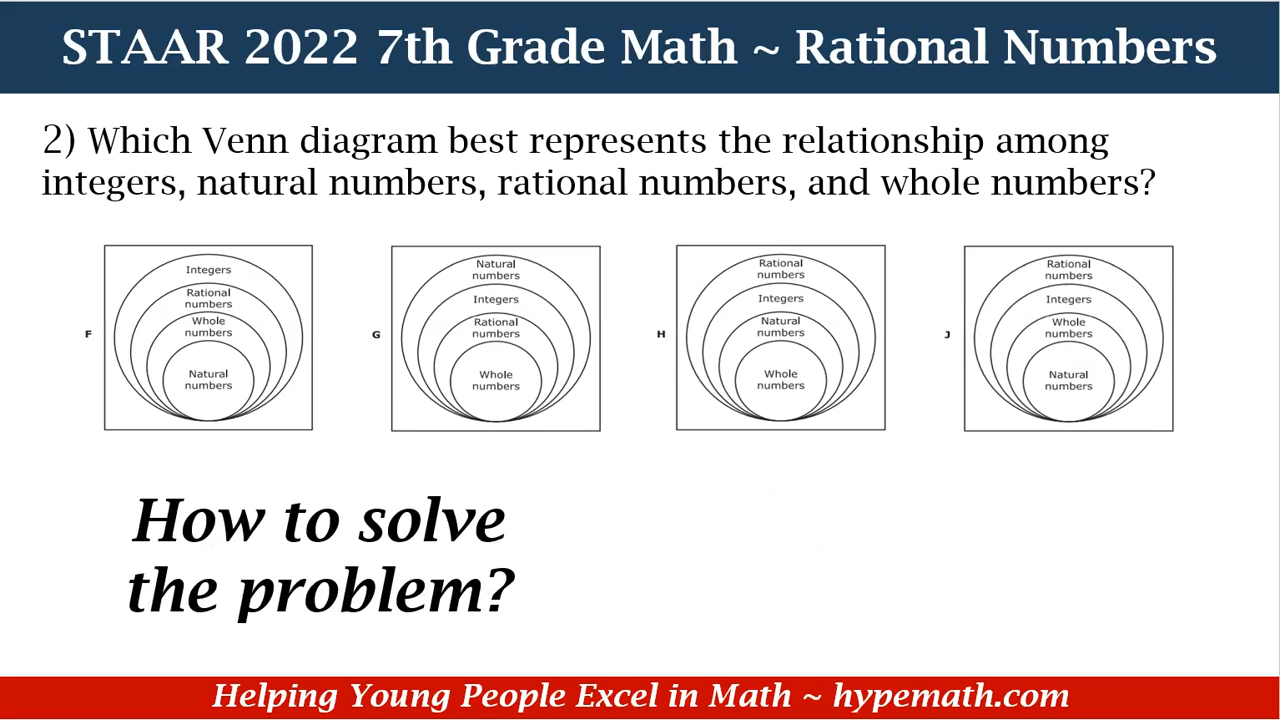 STAAR 2022 7th Grade Math ~ Rational Numbers
2) Which Venn diagram best represents the relationship among
integers, natural numbers, rational numbers, and whole numbers?
F
Integers
Rational
numbers
Whole
numbers
Natural
numbers
G
Natural
numbers
Integers
Rational
numbers
Whole
numbers
H
Rational
numbers
Integers
Natural
numbers
Whole
numbers
J
Rational
numbers
Integers
Whole
numbers
Natural
numbers
How to solve
the problem?
Helping Young People Excel in Math ~ hypemath.com